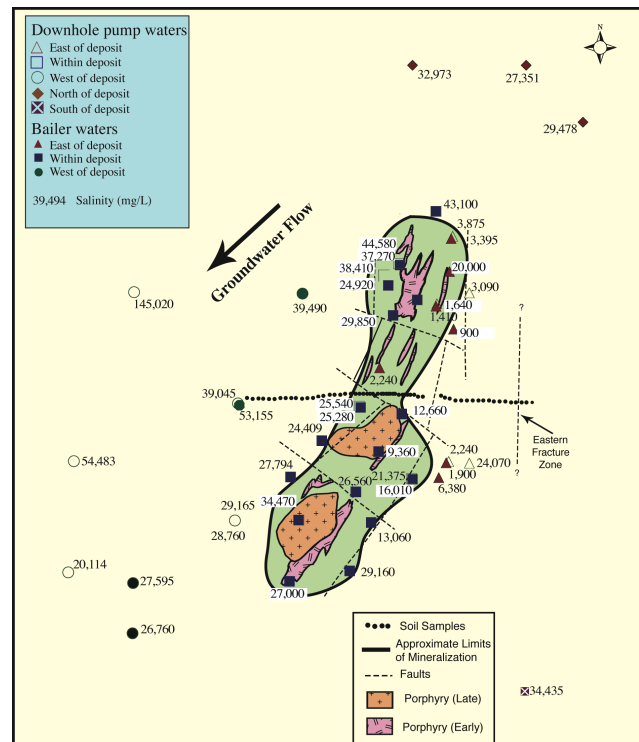 Downhole pump waters
East of deposit
Within deposit
West of deposit
North of deposit
South of deposit
Bailer waters
East of deposit
Within deposit
West of deposit
39,494 Salinity (mg/L)
N
32,973
27,351
29,478
Groundwater Flow
43,100
3,875
3,395
44,580
37,270
38,410
20,000
24,920
3,090
145,020
39,490
1,640
1,410
29,850
900
?
2,240
39,045
53,155
25,540
25,280
12,660
24,409
9,360
Eastern
Fracture
Zone
54,483
27,794
2,240
24,070
1,900
21,375
6,380
26,560
16,010
?
34,470
29,165
28,760
13,060
20,114
27,595
29,160
27,000
26,760
34,435
Soil Samples
Approximate Limits
of Mineralization
Faults
Porphyry (Late)
Porphyry (Early)